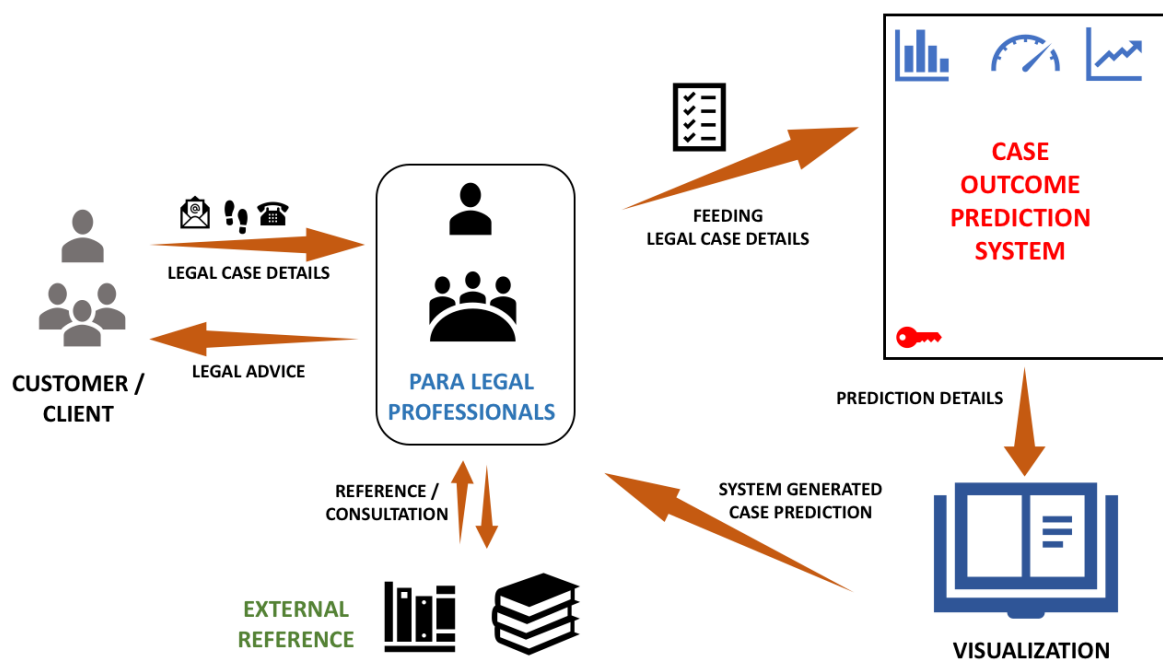 CASE
OUTCOME
PREDICTION
SYSTEM
FEEDING
LEGAL CASE DETAILS
@
LEGAL CASE DETAILS
LEGAL ADVICE
CUSTOMER /
CLIENT
PARA LEGAL
PROFESSIONALS
PREDICTION DETAILS
REFERENCE /
CONSULTATION
SYSTEM GENERATED
CASE PREDICTION
EXTERNAL
REFERENCE
VISUALIZATION